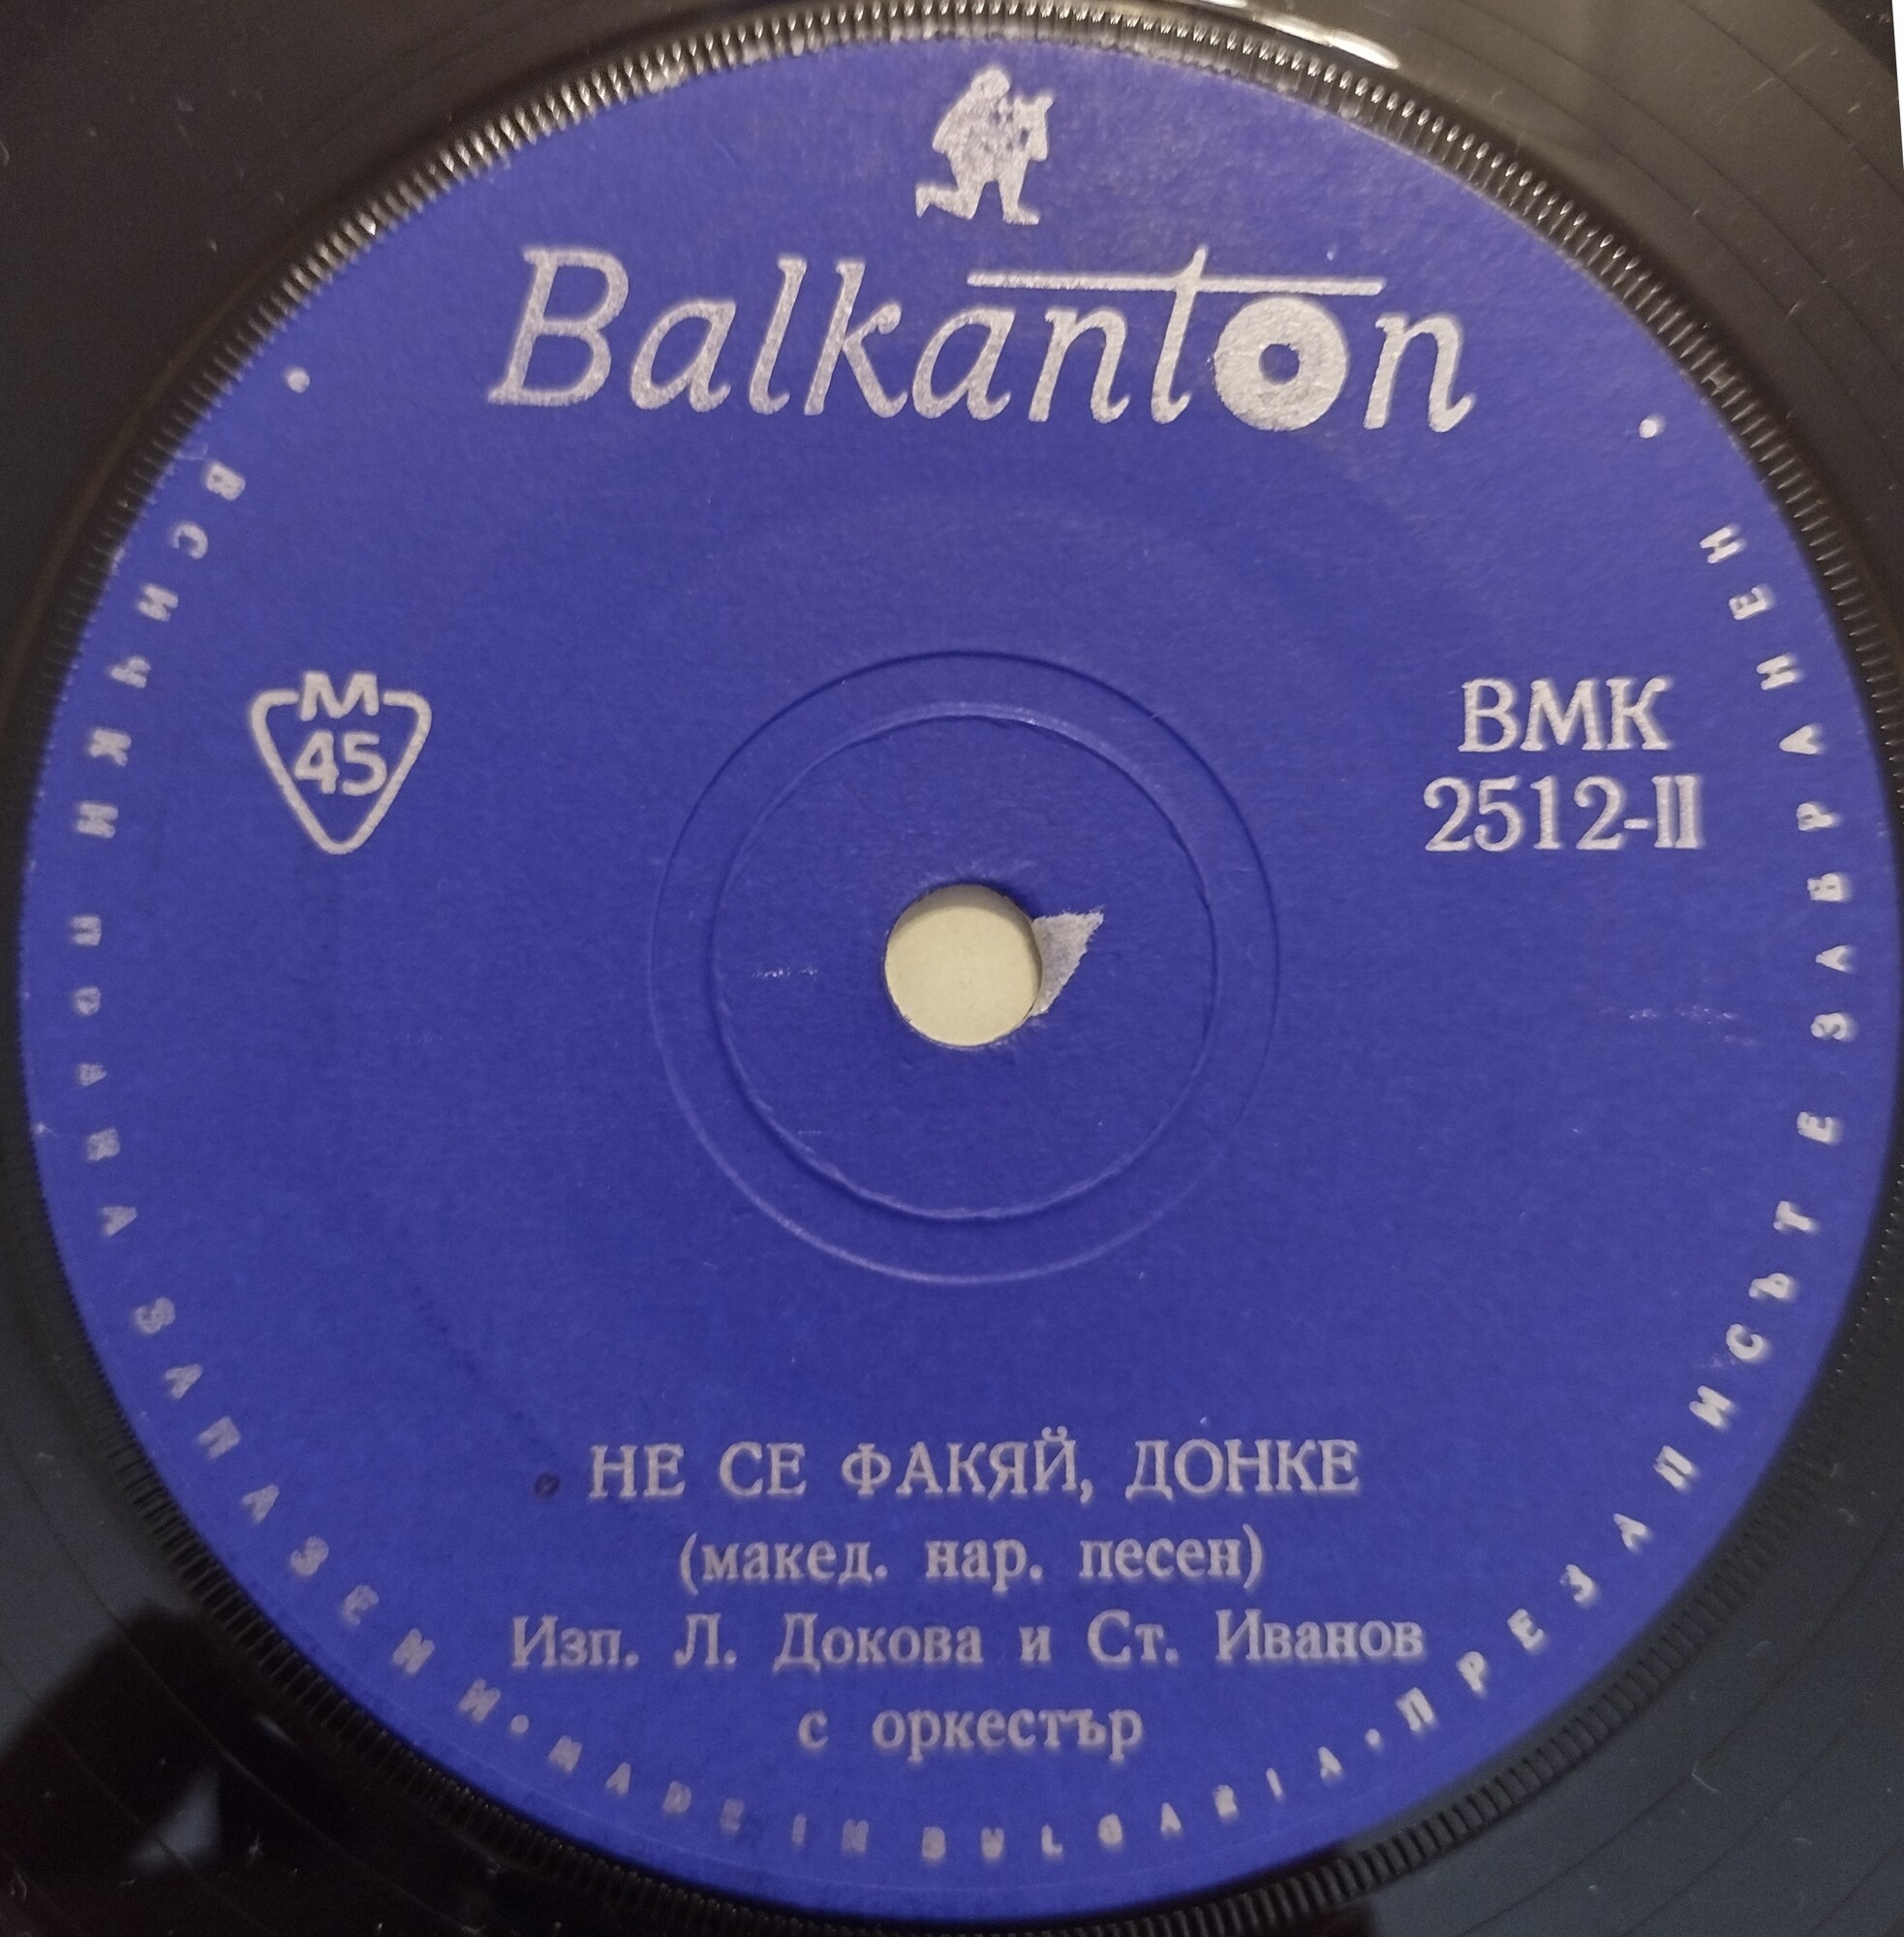 Balkanton
М
45
ВМК
2512-II
НЕ СЕ ФАКЯЙ, ДОНКЕ
(макед. нар. песен)
Изп. Л. Докова и Ст. Иванов
с оркестър
• ВСИЧКИ ПРАВА ЗАПАЗЕНИ • MADE IN BULGARIA • ПРЕЗАПИСЪТ Е ЗАБРАНЕН •